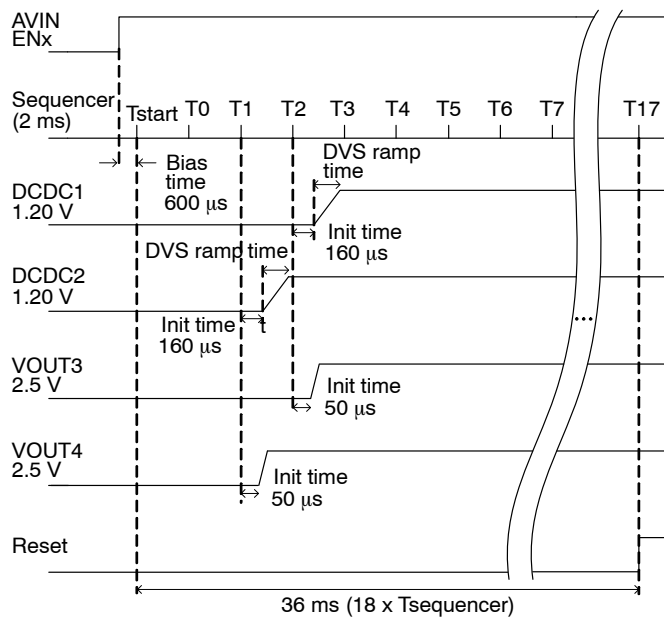 AVIN
ENx
Sequencer
(2 ms)
Tstart T0 T1 T2 T3 T4 T5 T6 T7 T17
DVS ramp
time
Bias
time
600 μs
DCDC1
1.20 V
Init time
160 μs
DVS ramp time
DCDC2
1.20 V
Init time t
160 μs
...
VOUT3
2.5 V
Init time
50 μs
VOUT4
2.5 V
Init time
50 μs
Reset
36 ms (18 x Tsequencer)